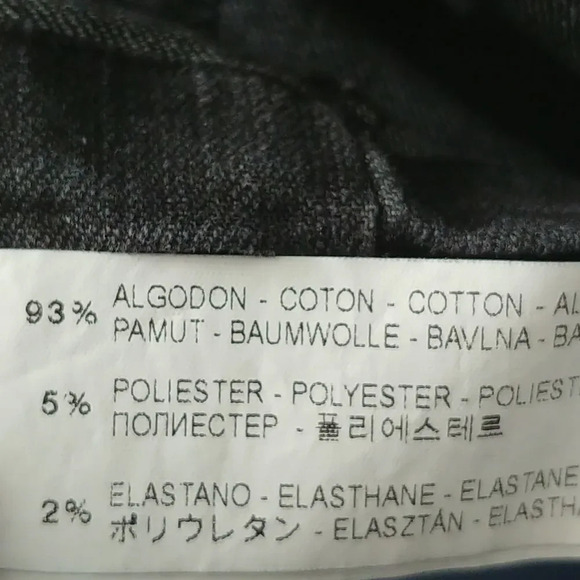 93% ALGODON - COTON - COTTON -
PAMUT - BAUMWOLLE - BAVLNA -
5% POLIESTER - POLYESTER -
ПОЛИЕСТЕР - 폴리에스테르
2% ELASTANO - ELASTHANE - ELASTANE
ポリウレタン - ELASZTÁN -